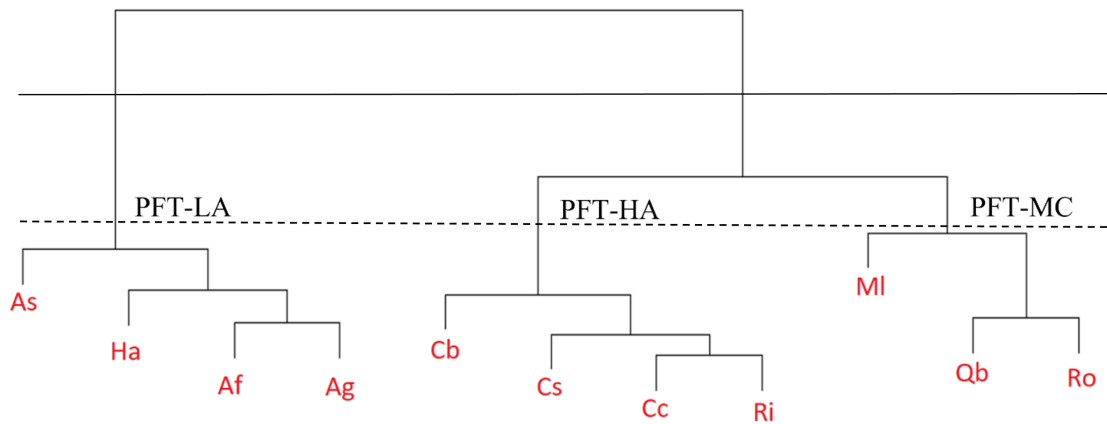 PFT-LA
PFT-HA
PFT-MC
As
Ha
Af
Ag
Cb
Cs
Cc
Ri
Ml
Qb
Ro